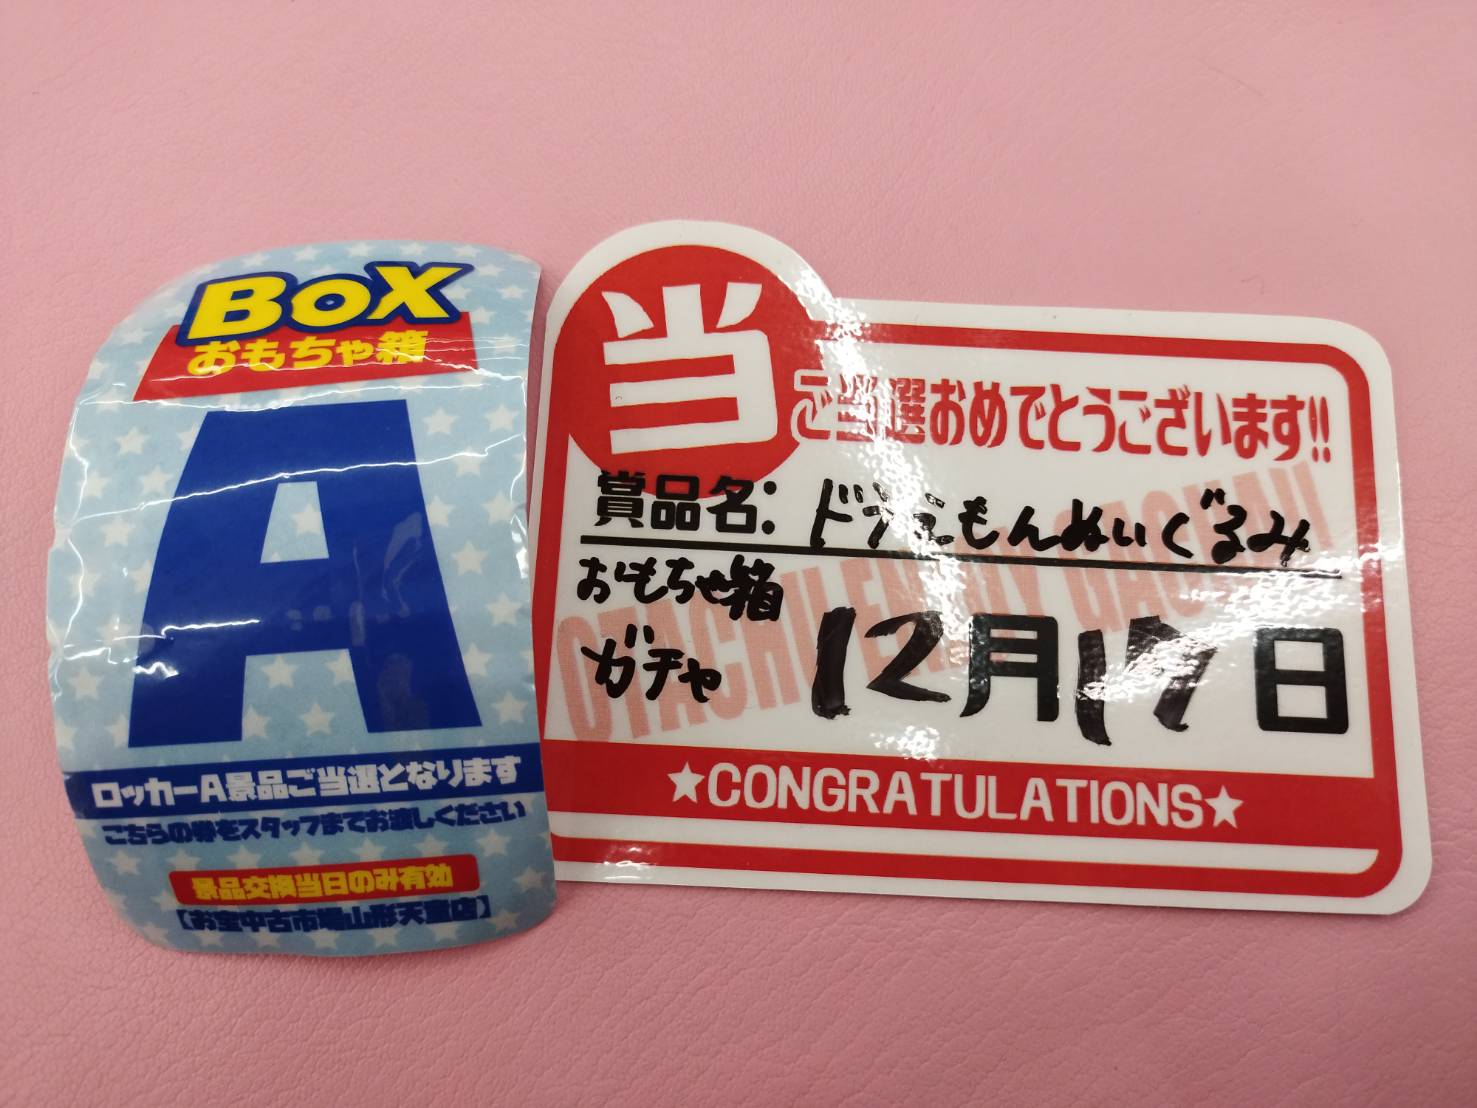 BoX
おもちゃ箱
A
ロッカーA景品ご当選となります
こちらの券をスタッフまでお渡しください
景品交換当日のみ有効
【お宝中古市場山形天童店】
当
ご当選おめでとうございます!!
賞品名: ドラえもんぬいぐるみ
おもちゃ箱
ガチャ
12月17日
★CONGRATULATIONS★